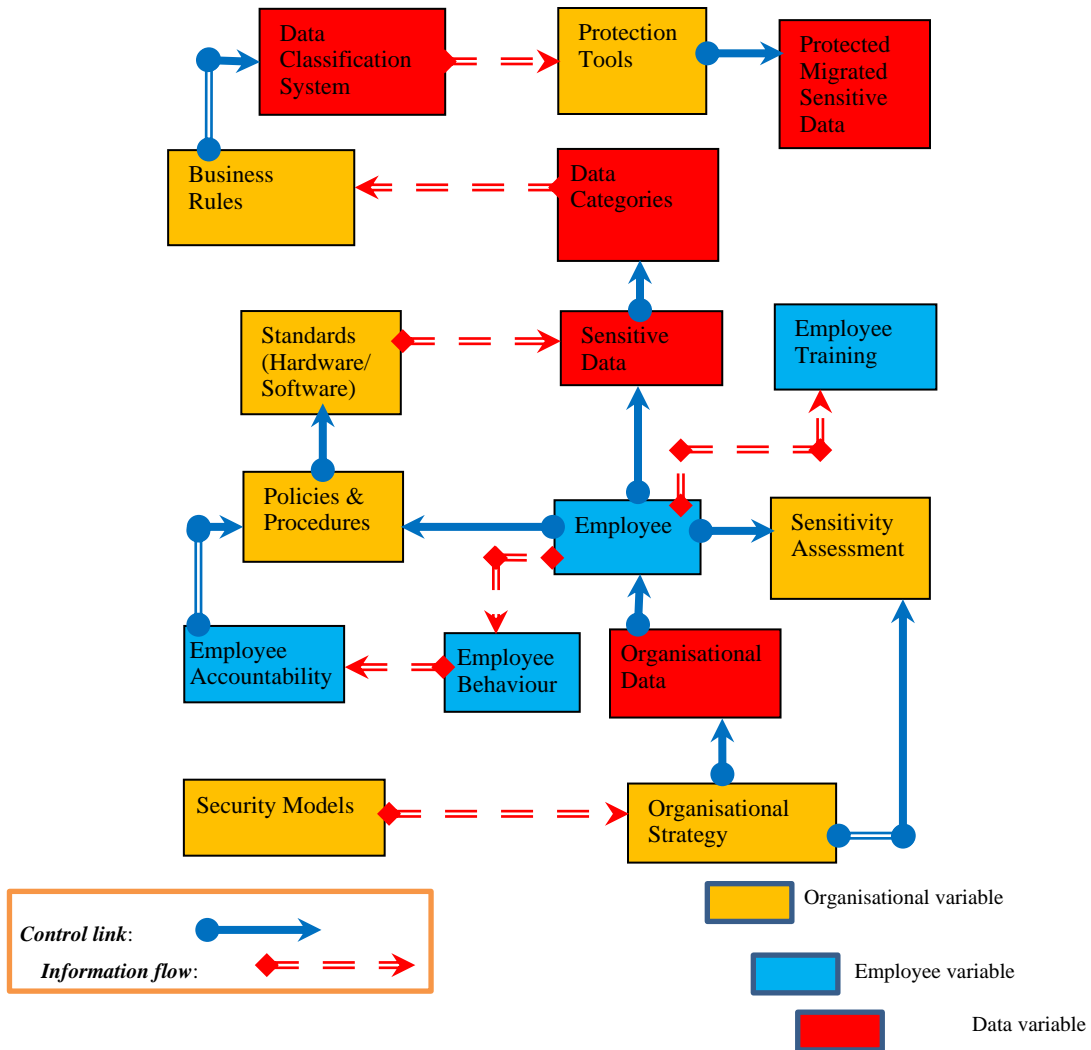 Data
Classification
System
Protection
Tools
Protected
Migrated
Sensitive
Data
Business
Rules
Data
Categories
Standards
(Hardware/
Software)
Sensitive
Data
Employee
Training
Policies &
Procedures
Employee
Sensitivity
Assessment
Employee
Accountability
Employee
Behaviour
Organisational
Data
Security Models
Organisational
Strategy
Control link:
Information flow:
Organisational variable
Employee variable
Data variable